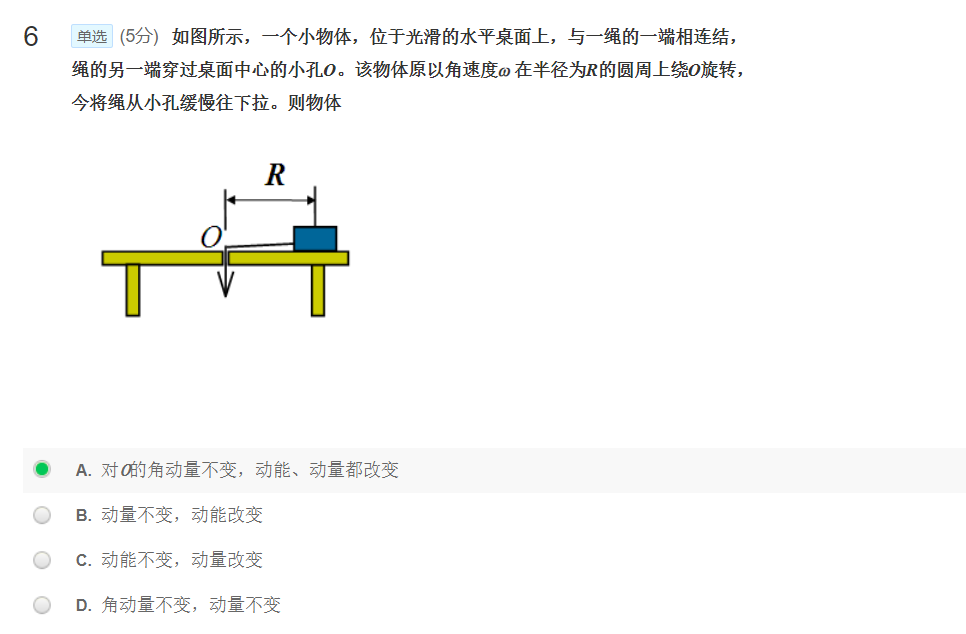 6 单选 (5分) 如图所示，一个小物体，位于光滑的水平桌面上，与一绳的一端相连结，
绳的另一端穿过桌面中心的小孔O。该物体原以角速度ω 在半径为R的圆周上绕O旋转，
今将绳从小孔缓慢往下拉。则物体
R
O
A. 对O的角动量不变，动能、动量都改变
B. 动量不变，动能改变
C. 动能不变，动量改变
D. 角动量不变，动量不变